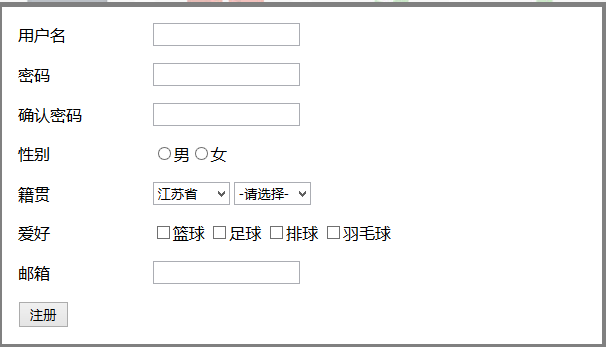 用户名
密码
确认密码
性别 男 女
籍贯 江苏省 -请选择-
爱好 篮球 足球 排球 羽毛球
邮箱
注册